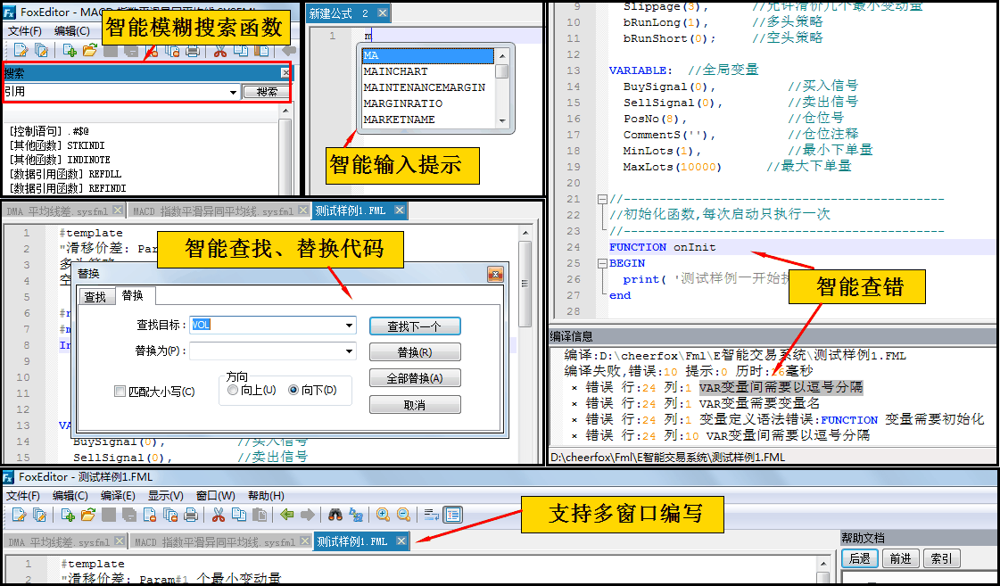 FoxEditor - MACD 指数平滑异同平均线.SYSFML
文件(F) 编辑(C)
智能模糊搜索函数
搜索
引用
搜索
[控制语句] .#$@
[其他函数] STKINDI
[其他函数] INDINOTE
[数据引用函数] REFDLL
[数据引用函数] REFINDI
新建公式 2
1 m
MA
MAINCHART
MAINTENANCEMARGIN
MARGINRATIO
MARKETNAME
智能输入提示
9 Slippage(3), //允许滑价几个最小变动量
10 bRunLong(1), //多头策略
11 bRunShort(0); //空头策略
12
13 VARIABLE: //全局变量
14 BuySignal(0), //买入信号
15 SellSignal(0), //卖出信号
16 PosNo(8), //仓位号
17 CommentS(''), //仓位注释
18 MinLots(1), //最小下单量
19 MaxLots(10000) //最大下单量
20
21 //---------------------------------------------
22 //初始化函数,每次启动只执行一次
23 //---------------------------------------------
24 FUNCTION onInit
25 BEGIN
26 print( '测试样例一开始执
27 end
28
智能查错
编译信息
编译:D:\cheerfox\Fml\E智能交易系统\测试样例1.FML
编译失败,错误:10 提示:0 历时:16毫秒
× 错误 行:24 列:1 VAR变量间需要以逗号分隔
× 错误 行:24 列:1 VAR变量需要变量名
× 错误 行:24 列:1 变量定义语法错误:FUNCTION 变量需要初始化
× 错误 行:24 列:10 VAR变量间需要以逗号分隔
D:\cheerfox\Fml\E智能交易系统\测试样例1.FML
DMA 平均线差.sysfml MACD 指数平滑异同平均线.sysfml 测试样例1.FML
1 #template
2 "滑移价差: Para
3
4
5
6
7
8
9
10
11
12
13 VA
14 BuySignal(0), //买入信号
15 SellSignal(0), //卖出信号
智能查找、替换代码
替换
查找 替换
查找目标: VOL
查找下一个
替换为(P):
替换(R)
方向
全部替换(A)
匹配大小写(C)
向上(U) 向下(D)
取消
FoxEditor - 测试样例1.FML
文件(F) 编辑(C) 编译(E) 显示(V) 窗口(W) 帮助(H)
支持多窗口编写
DMA 平均线差.sysfml MACD 指数平滑异同平均线.sysfml 测试样例1.FML
帮助文档
后退 前进 索引
1 #template
2 "滑移价差: Param#1 个最小变动量